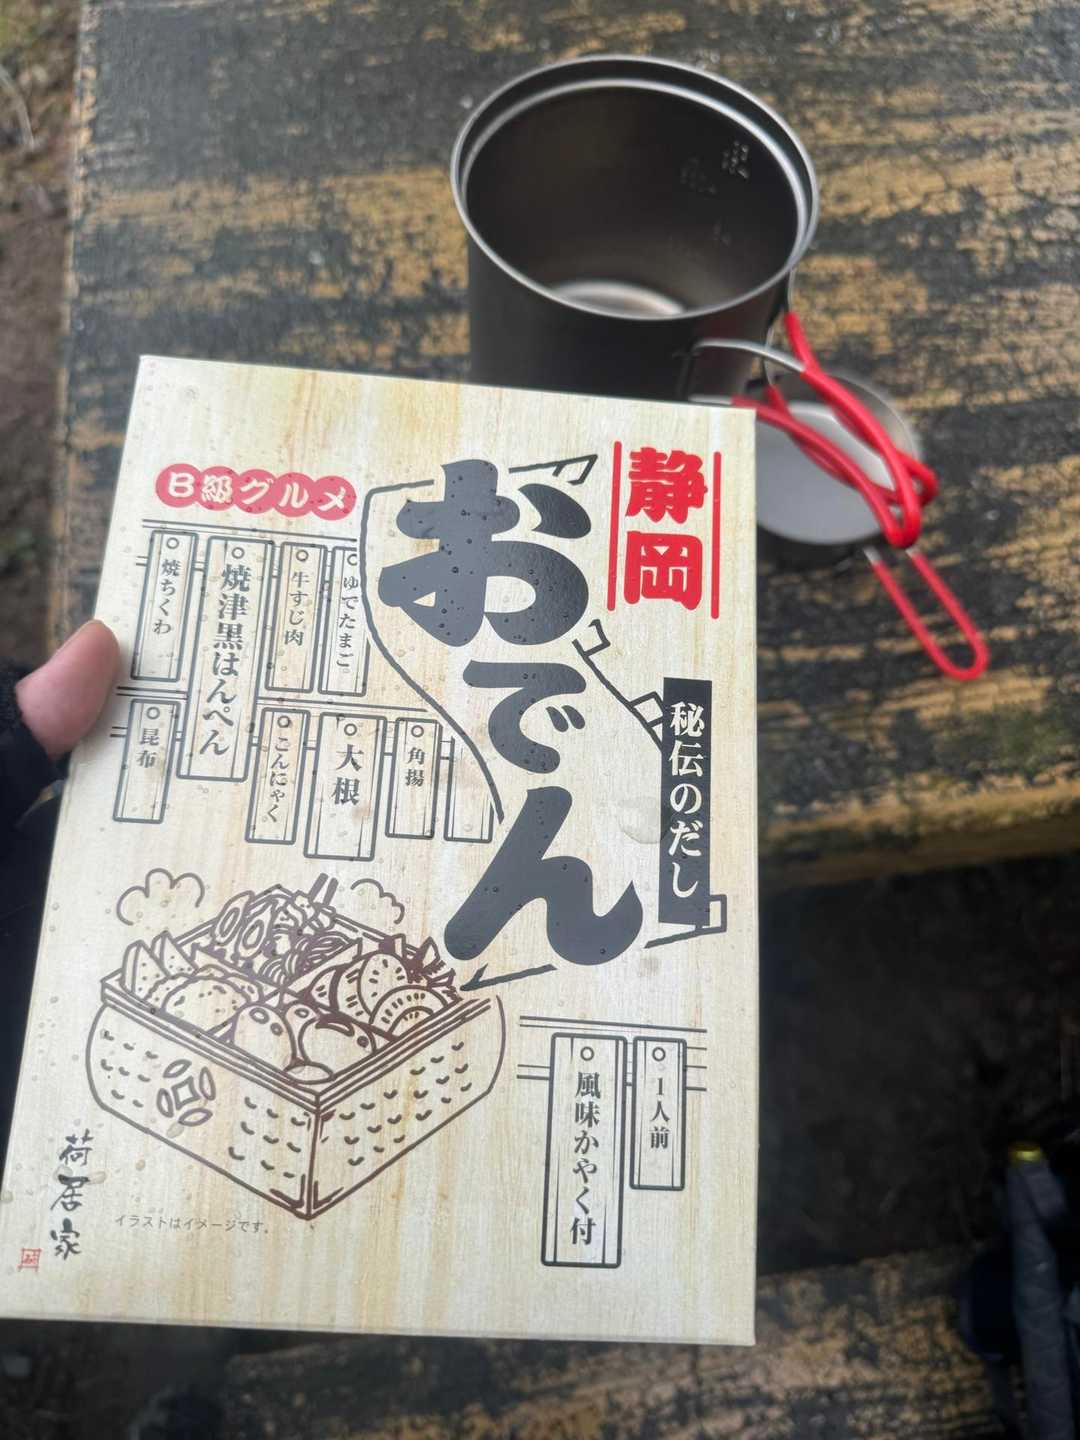 静岡
おでん
秘伝のだし
B級グルメ
ゆでたまご
牛すじ肉
焼津黒はんぺん
焼ちくわ
角揚
大根
こんにゃく
昆布
1人前
風味かやく付
荷居家
イラストはイメージです。